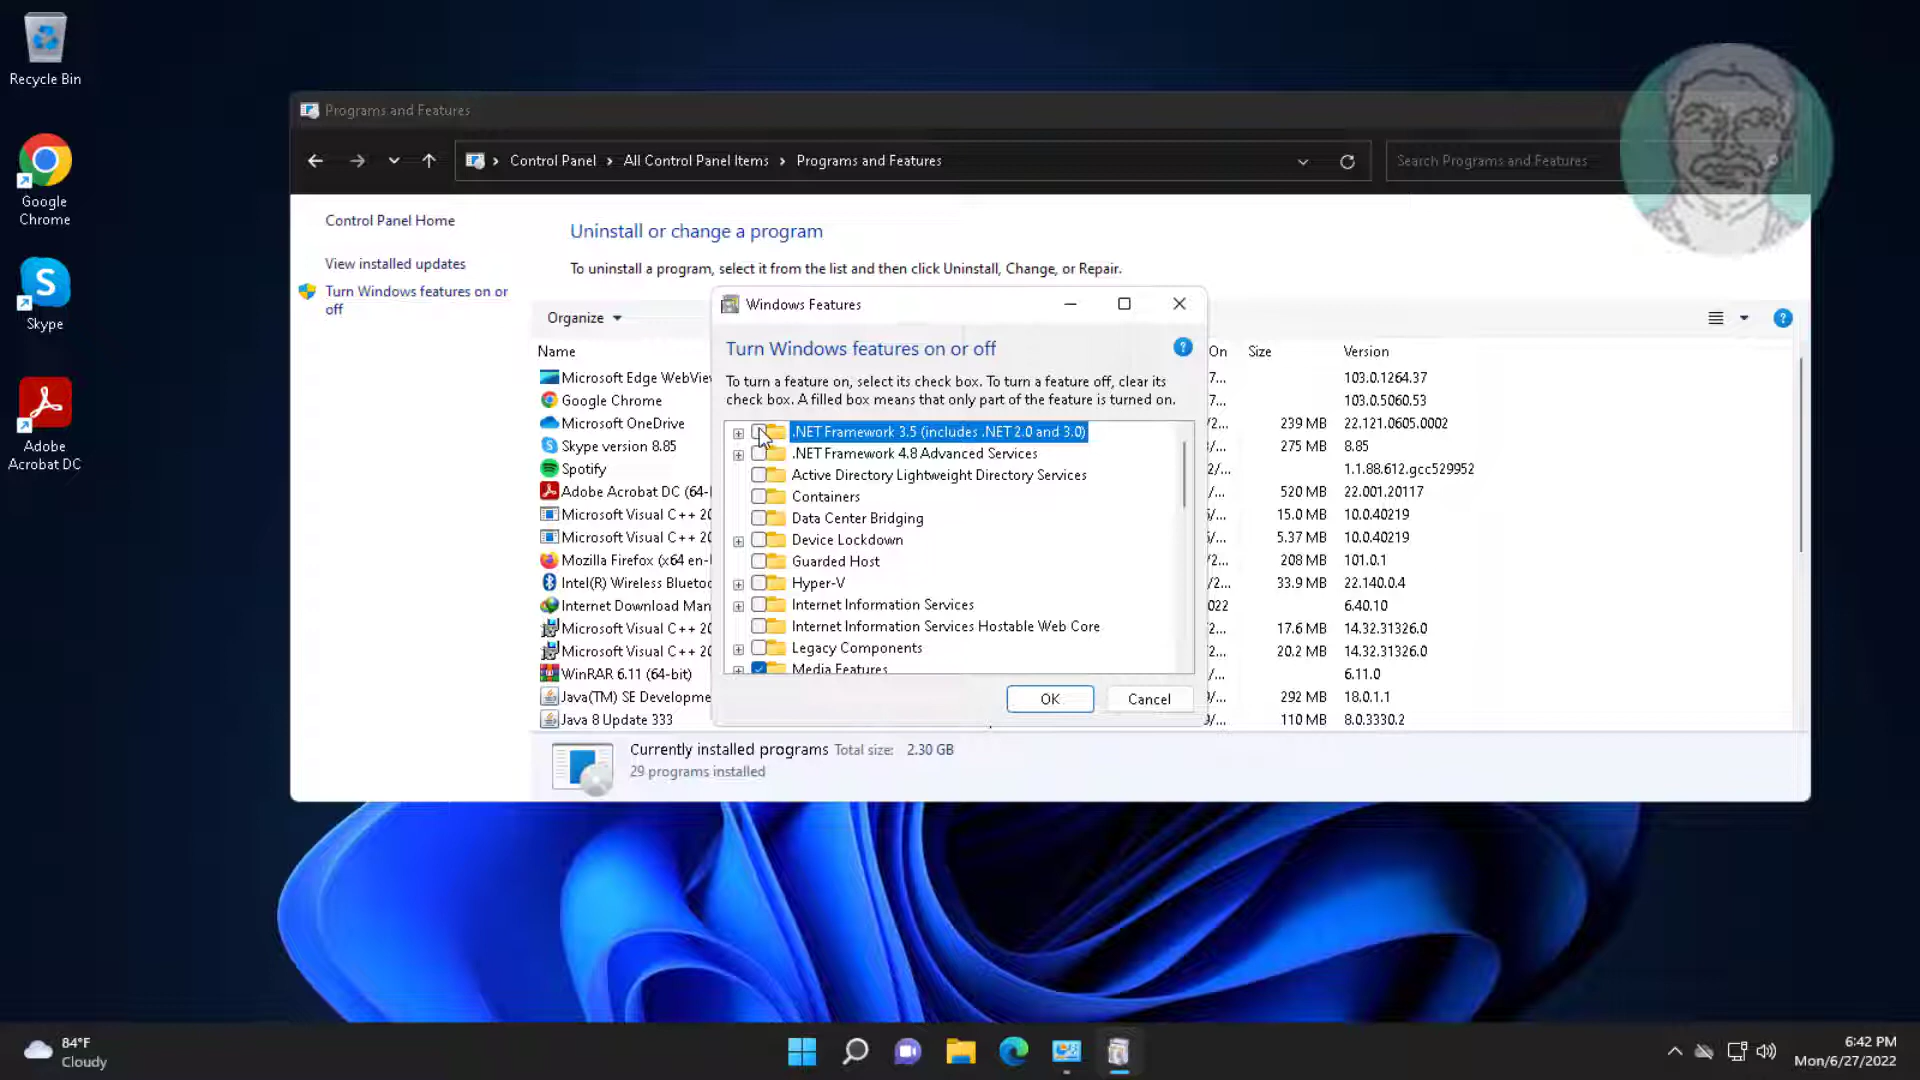 Recycle Bin
Google
Chrome
Skype
Adobe
Acrobat DC
Programs and Features
Control Panel
All Control Panel Items
Programs and Features
Search Programs and Features
Control Panel Home
View installed updates
Turn Windows features on or
off
Uninstall or change a program
To uninstall a program, select it from the list and then click Uninstall, Change, or Repair.
Organize
Name On Size Version
Microsoft Edge WebView 7... 103.0.1264.37
Google Chrome 7... 103.0.5060.53
Microsoft OneDrive 7... 239 MB 22.121.0605.0002
Skype version 8.85 7... 275 MB 8.85
Spotify 2/... 1.1.88.612.gcc529952
Adobe Acrobat DC (64- /... 520 MB 22.001.20117
Microsoft Visual C++ 20 /... 15.0 MB 10.0.40219
Microsoft Visual C++ 20 /... 5.37 MB 10.0.40219
Mozilla Firefox (x64 en- /2... 208 MB 101.0.1
Intel(R) Wireless Bluetoo /2... 33.9 MB 22.140.0.4
Internet Download Man 022 6.40.10
Microsoft Visual C++ 20 /2... 17.6 MB 14.32.31326.0
Microsoft Visual C++ 20 /2... 20.2 MB 14.32.31326.0
WinRAR 6.11 (64-bit) /2... 6.11.0
Java(TM) SE Developme 9/... 292 MB 18.0.1.1
Java 8 Update 333 9/... 110 MB 8.0.3330.2
Currently installed programs Total size: 2.30 GB
29 programs installed
Windows Features
Turn Windows features on or off
To turn a feature on, select its check box. To turn a feature off, clear its
check box. A filled box means that only part of the feature is turned on.
.NET Framework 3.5 (includes .NET 2.0 and 3.0)
.NET Framework 4.8 Advanced Services
Active Directory Lightweight Directory Services
Containers
Data Center Bridging
Device Lockdown
Guarded Host
Hyper-V
Internet Information Services
Internet Information Services Hostable Web Core
Legacy Components
Media Features
OK
Cancel
84°F
Cloudy
6:42 PM
Mon/6/27/2022